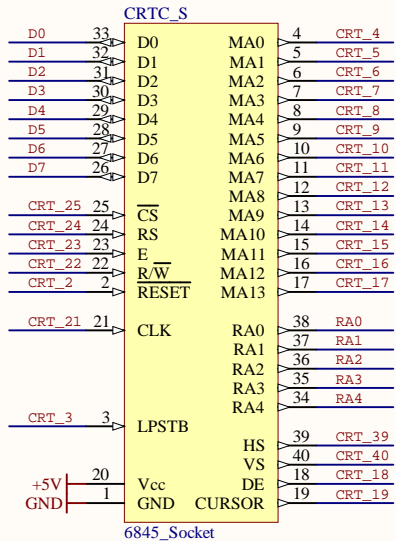 CRTC_S
D0 33 D0 MA0 4 CRT_4
D1 32 D1 MA1 5 CRT_5
D2 31 D2 MA2 6 CRT_6
D3 30 D3 MA3 7 CRT_7
D4 29 D4 MA4 8 CRT_8
D5 28 D5 MA5 9 CRT_9
D6 27 D6 MA6 10 CRT_10
D7 26 D7 MA7 11 CRT_11
MA8 12 CRT_12
CRT_25 25 CS MA9 13 CRT_13
CRT_24 24 RS MA10 14 CRT_14
CRT_23 23 E MA11 15 CRT_15
CRT_22 22 R/W MA12 16 CRT_16
CRT_2 2 RESET MA13 17 CRT_17
CRT_21 21 CLK RA0 38 RA0
RA1 37 RA1
RA2 36 RA2
RA3 35 RA3
RA4 34 RA4
CRT_3 3 LPSTB
HS 39 CRT_39
VS 40 CRT_40
+5V 20 Vcc DE 18 CRT_18
GND 1 GND CURSOR 19 CRT_19
6845_Socket